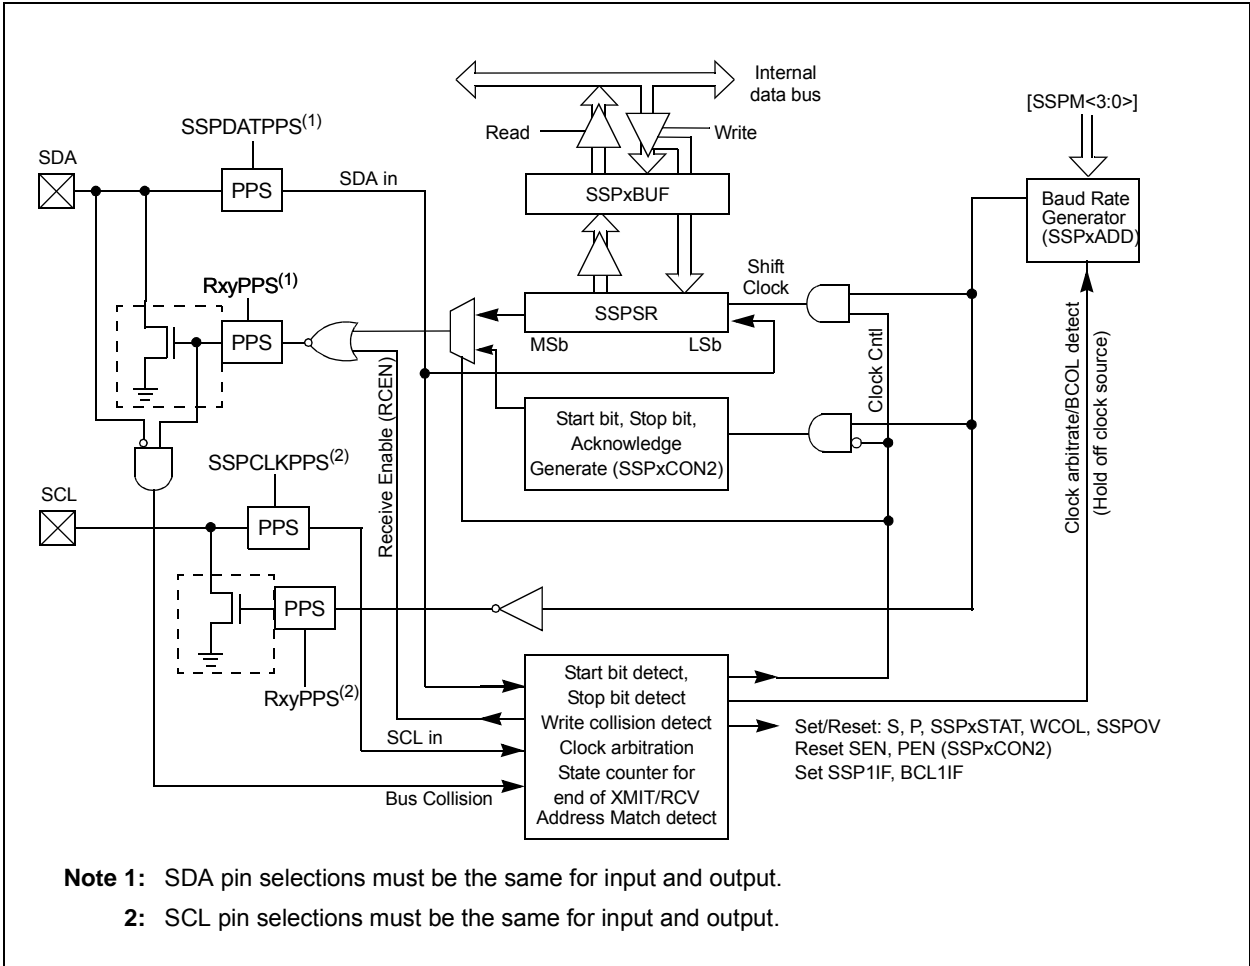 Internal
data bus
[SSPM<3:0>]
SSPDATPPS(1)
Read
Write
SDA
PPS
SDA in
SSPxBUF
Baud Rate
Generator
(SSPxADD)
RxyPPS(1)
Shift
Clock
SSPSR
PPS
MSb
LSb
Clock Cntl
Clock arbitrate/BCOL detect
(Hold off clock source)
Receive Enable (RCEN)
Start bit, Stop bit,
Acknowledge
Generate (SSPxCON2)
SSPCLKPPS(2)
SCL
PPS
PPS
RxyPPS(2)
SCL in
Bus Collision
Start bit detect,
Stop bit detect
Write collision detect
Clock arbitration
State counter for
end of XMIT/RCV
Address Match detect
Set/Reset: S, P, SSPxSTAT, WCOL, SSPOV
Reset SEN, PEN (SSPxCON2)
Set SSP1IF, BCL1IF
Note 1: SDA pin selections must be the same for input and output.
2: SCL pin selections must be the same for input and output.